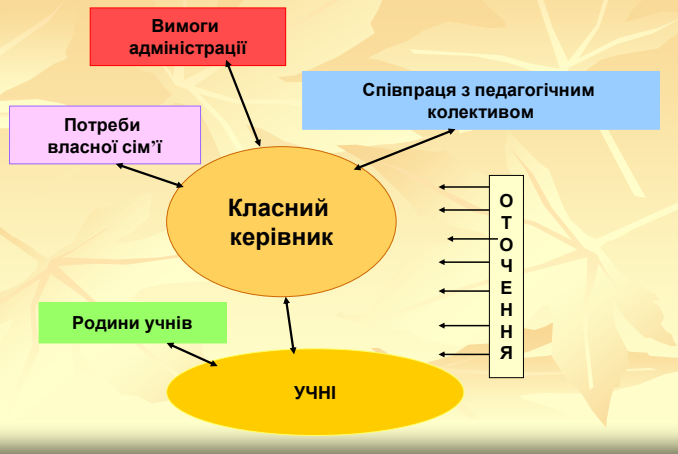 Вимоги
адміністрації
Співпраця з педагогічним
колективом
Потреби
власної сім’ї
Класний
керівник
О
Т
О
Ч
Е
Н
Н
Я
Родини учнів
УЧНІ